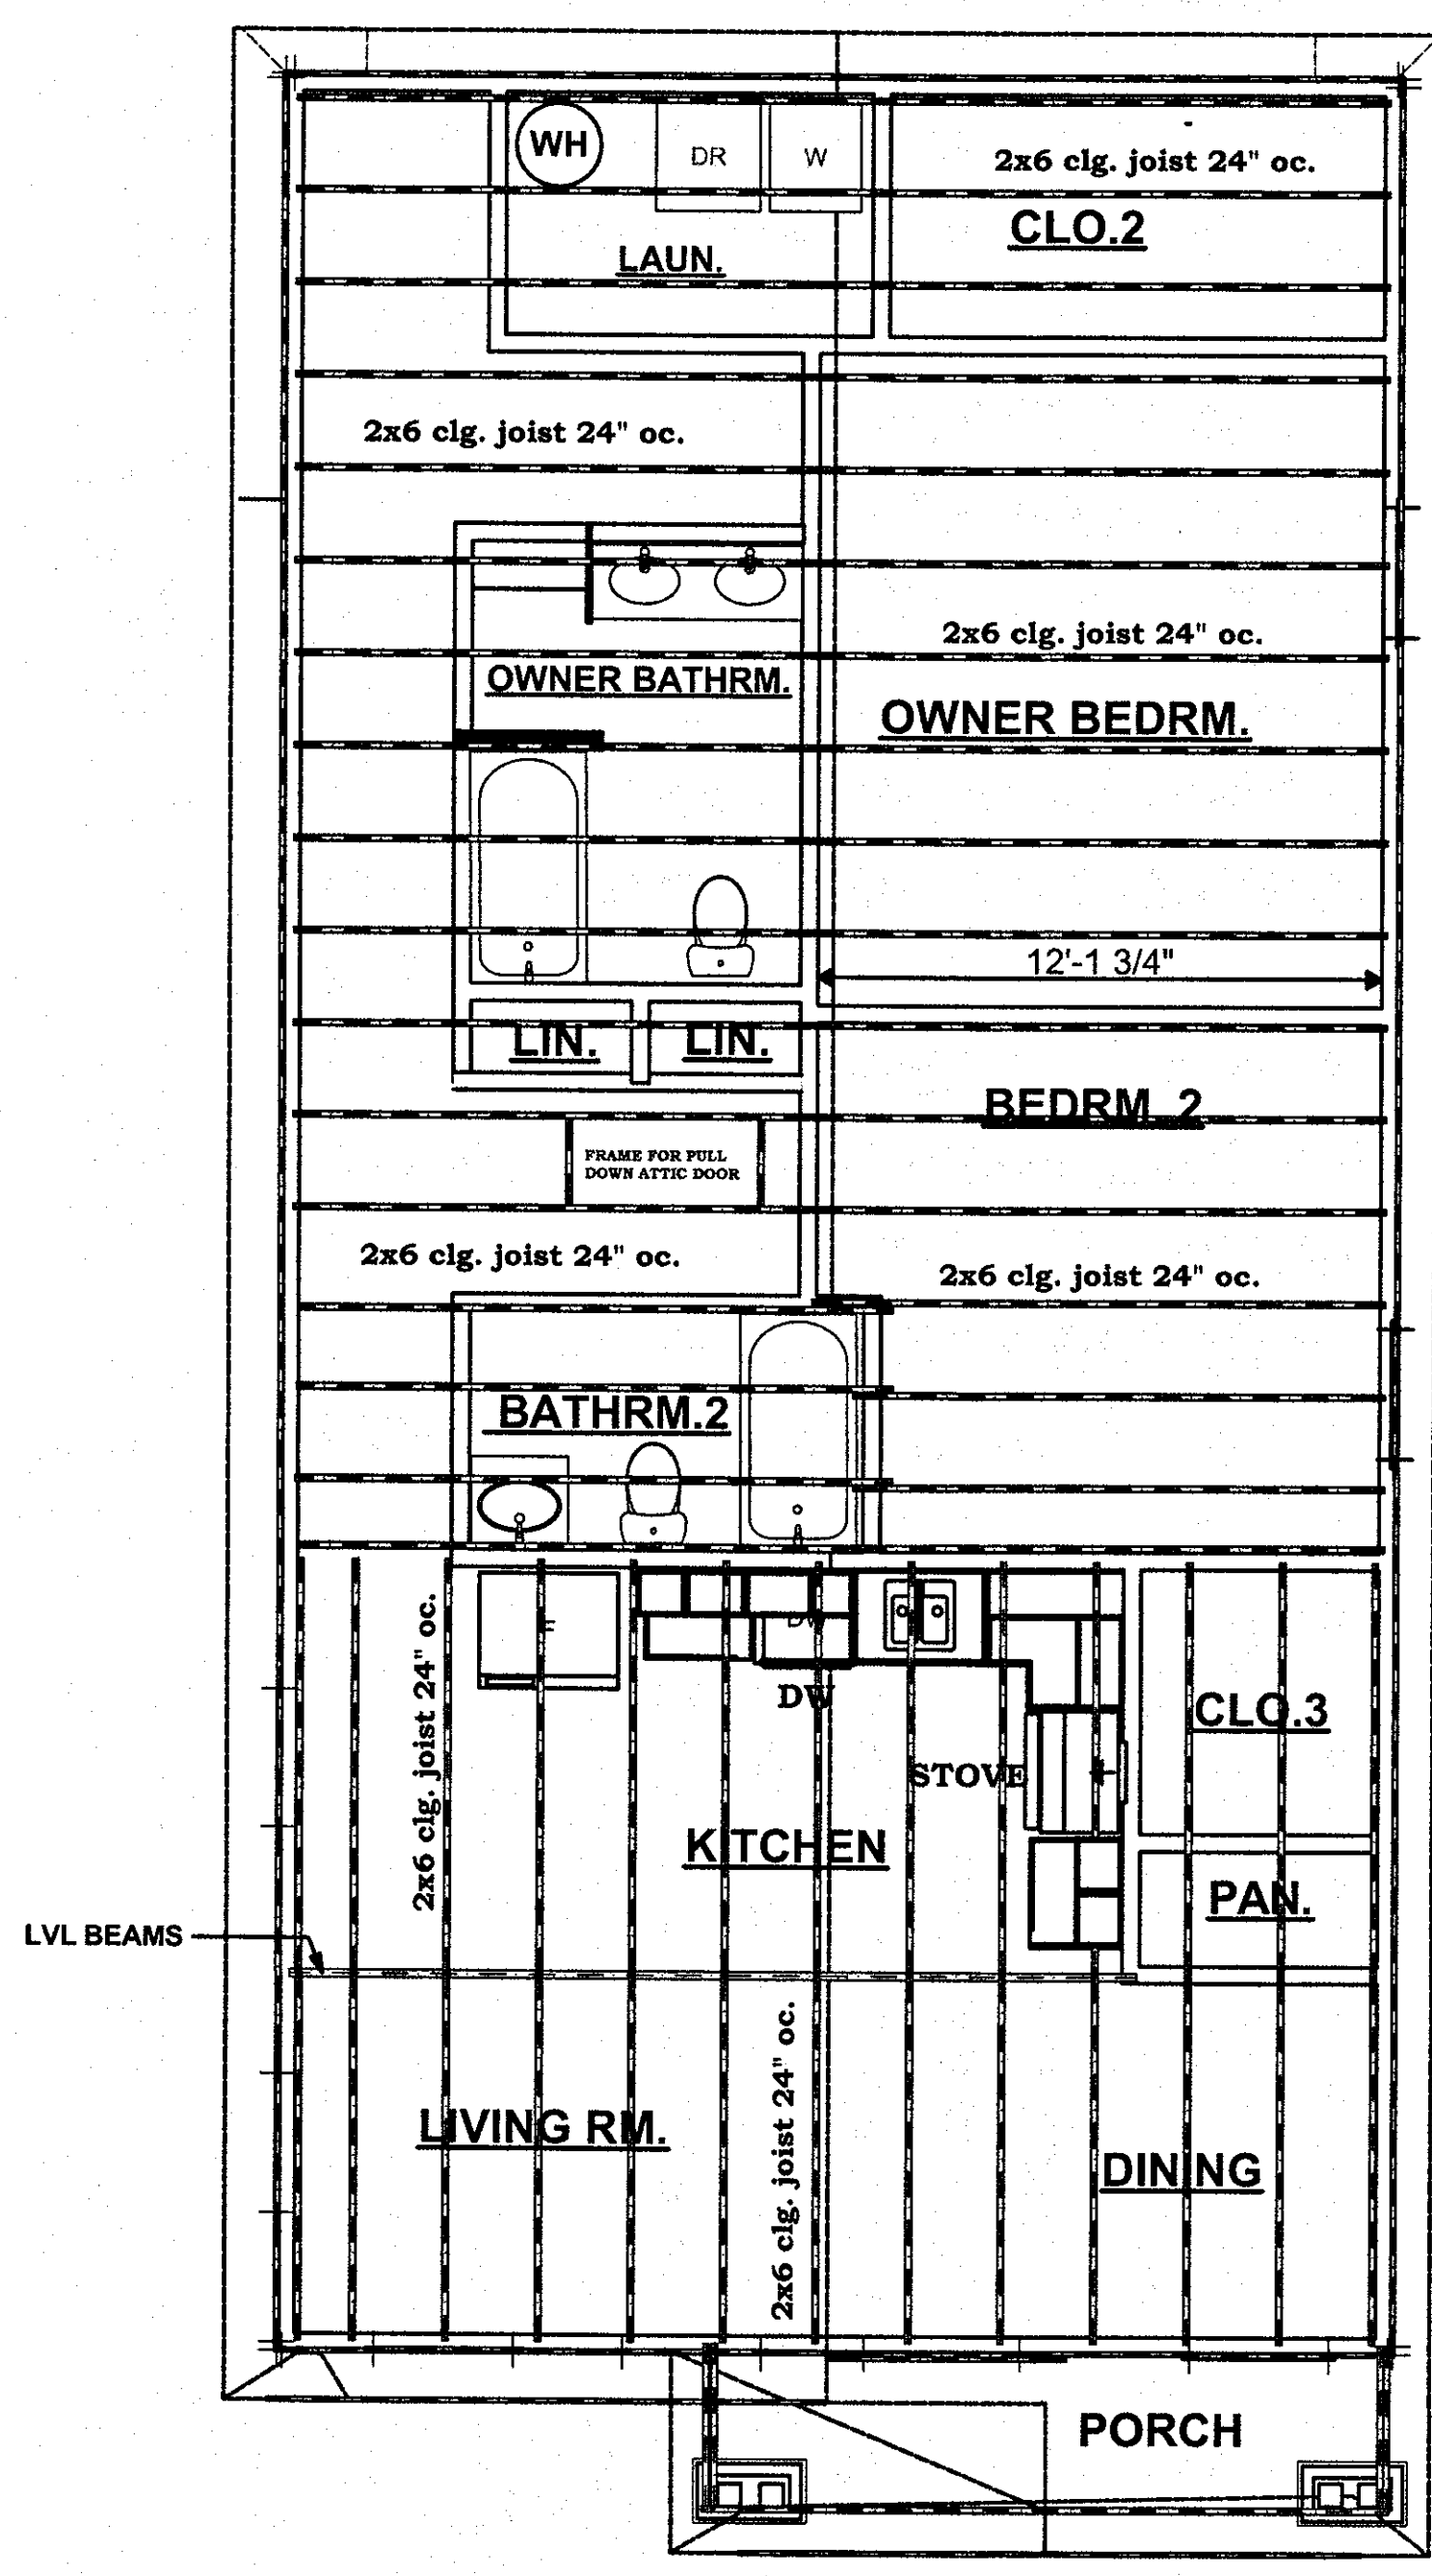 WH
DR
W
2x6 clg. joist 24" oc.
CLO.2
LAUN.
2x6 clg. joist 24" oc.
2x6 clg. joist 24" oc.
OWNER BATHRM.
OWNER BEDRM.
12'-1 3/4"
LIN.
LIN.
BEDRM. 2
FRAME FOR PULL
DOWN ATTIC DOOR
2x6 clg. joist 24" oc.
2x6 clg. joist 24" oc.
BATHRM.2
2x6 clg. joist 24" oc.
DW
DW
CLO.3
STOVE
KITCHEN
PAN.
LVL BEAMS
2x6 clg. joist 24" oc.
LIVING RM.
DINING
PORCH